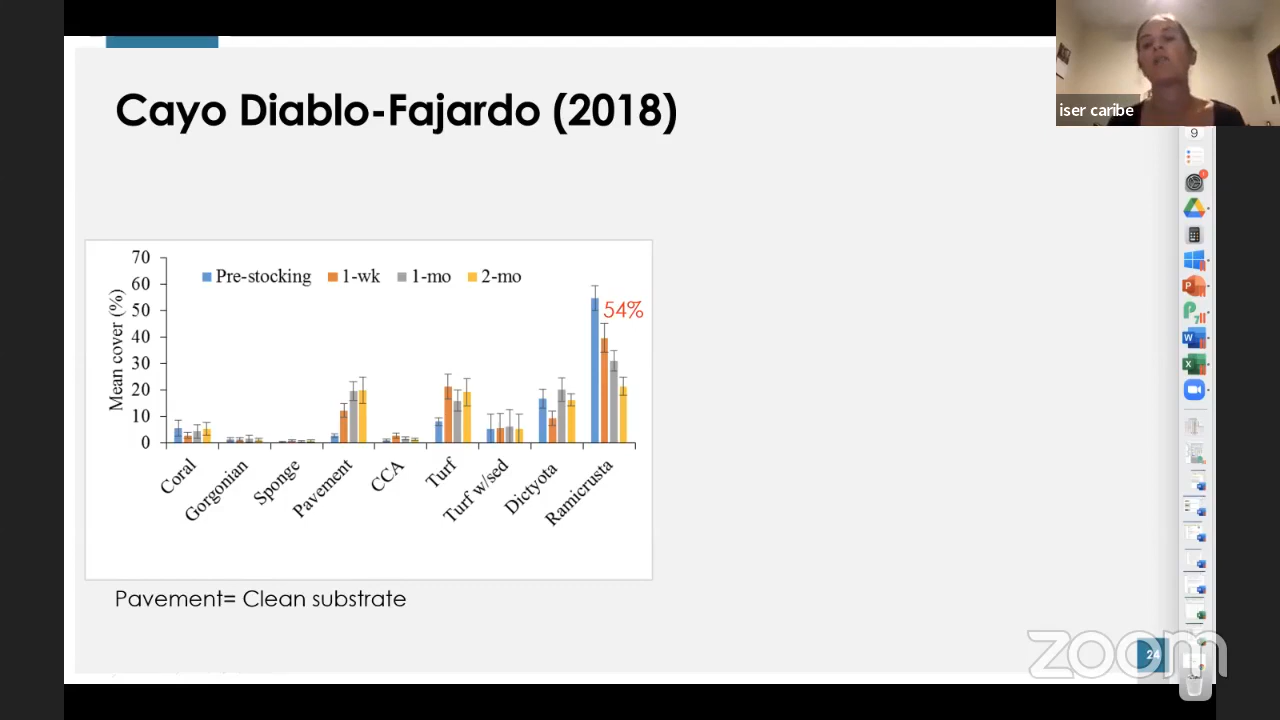 Cayo Diablo-Fajardo (2018)
iser caribe
9
70
60
50
40
30
20
10
0
Mean cover (%)
Pre-stocking 1-wk 1-mo 2-mo
54%
Coral
Gorgonian
Sponge
Pavement
CCA
Turf
Turf w/sed
Dictyota
Ramicrusta
Pavement= Clean substrate
24
zoom